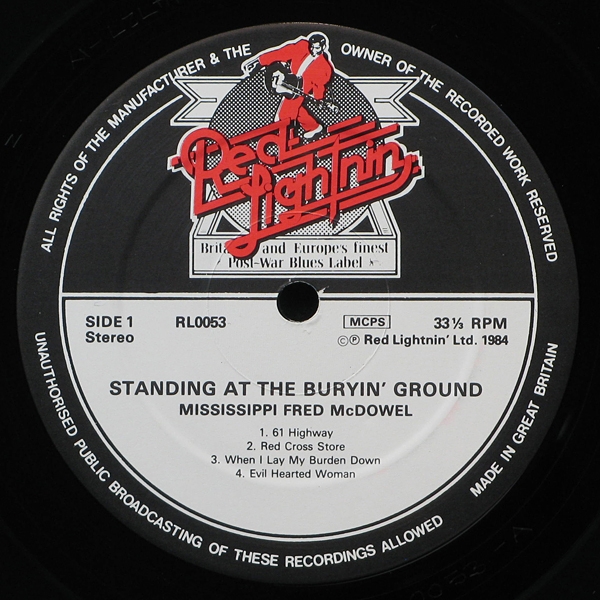 ALL RIGHTS OF THE MANUFACTURER & THE OWNER OF THE RECORDED WORK RESERVED
Red
Lightnin'
and Europe's finest
Post-War Blues Label
SIDE 1 RL0053 MCPS 33⅓ RPM
Stereo ©℗ Red Lightnin' Ltd. 1984
STANDING AT THE BURYIN' GROUND
MISSISSIPPI FRED McDOWEL
1. 61 Highway
2. Red Cross Store
3. When I Lay My Burden Down
4. Evil Hearted Woman
UNAUTHORISED PUBLIC BROADCASTING OF THESE RECORDINGS ALLOWED
MADE IN GREAT BRITAIN